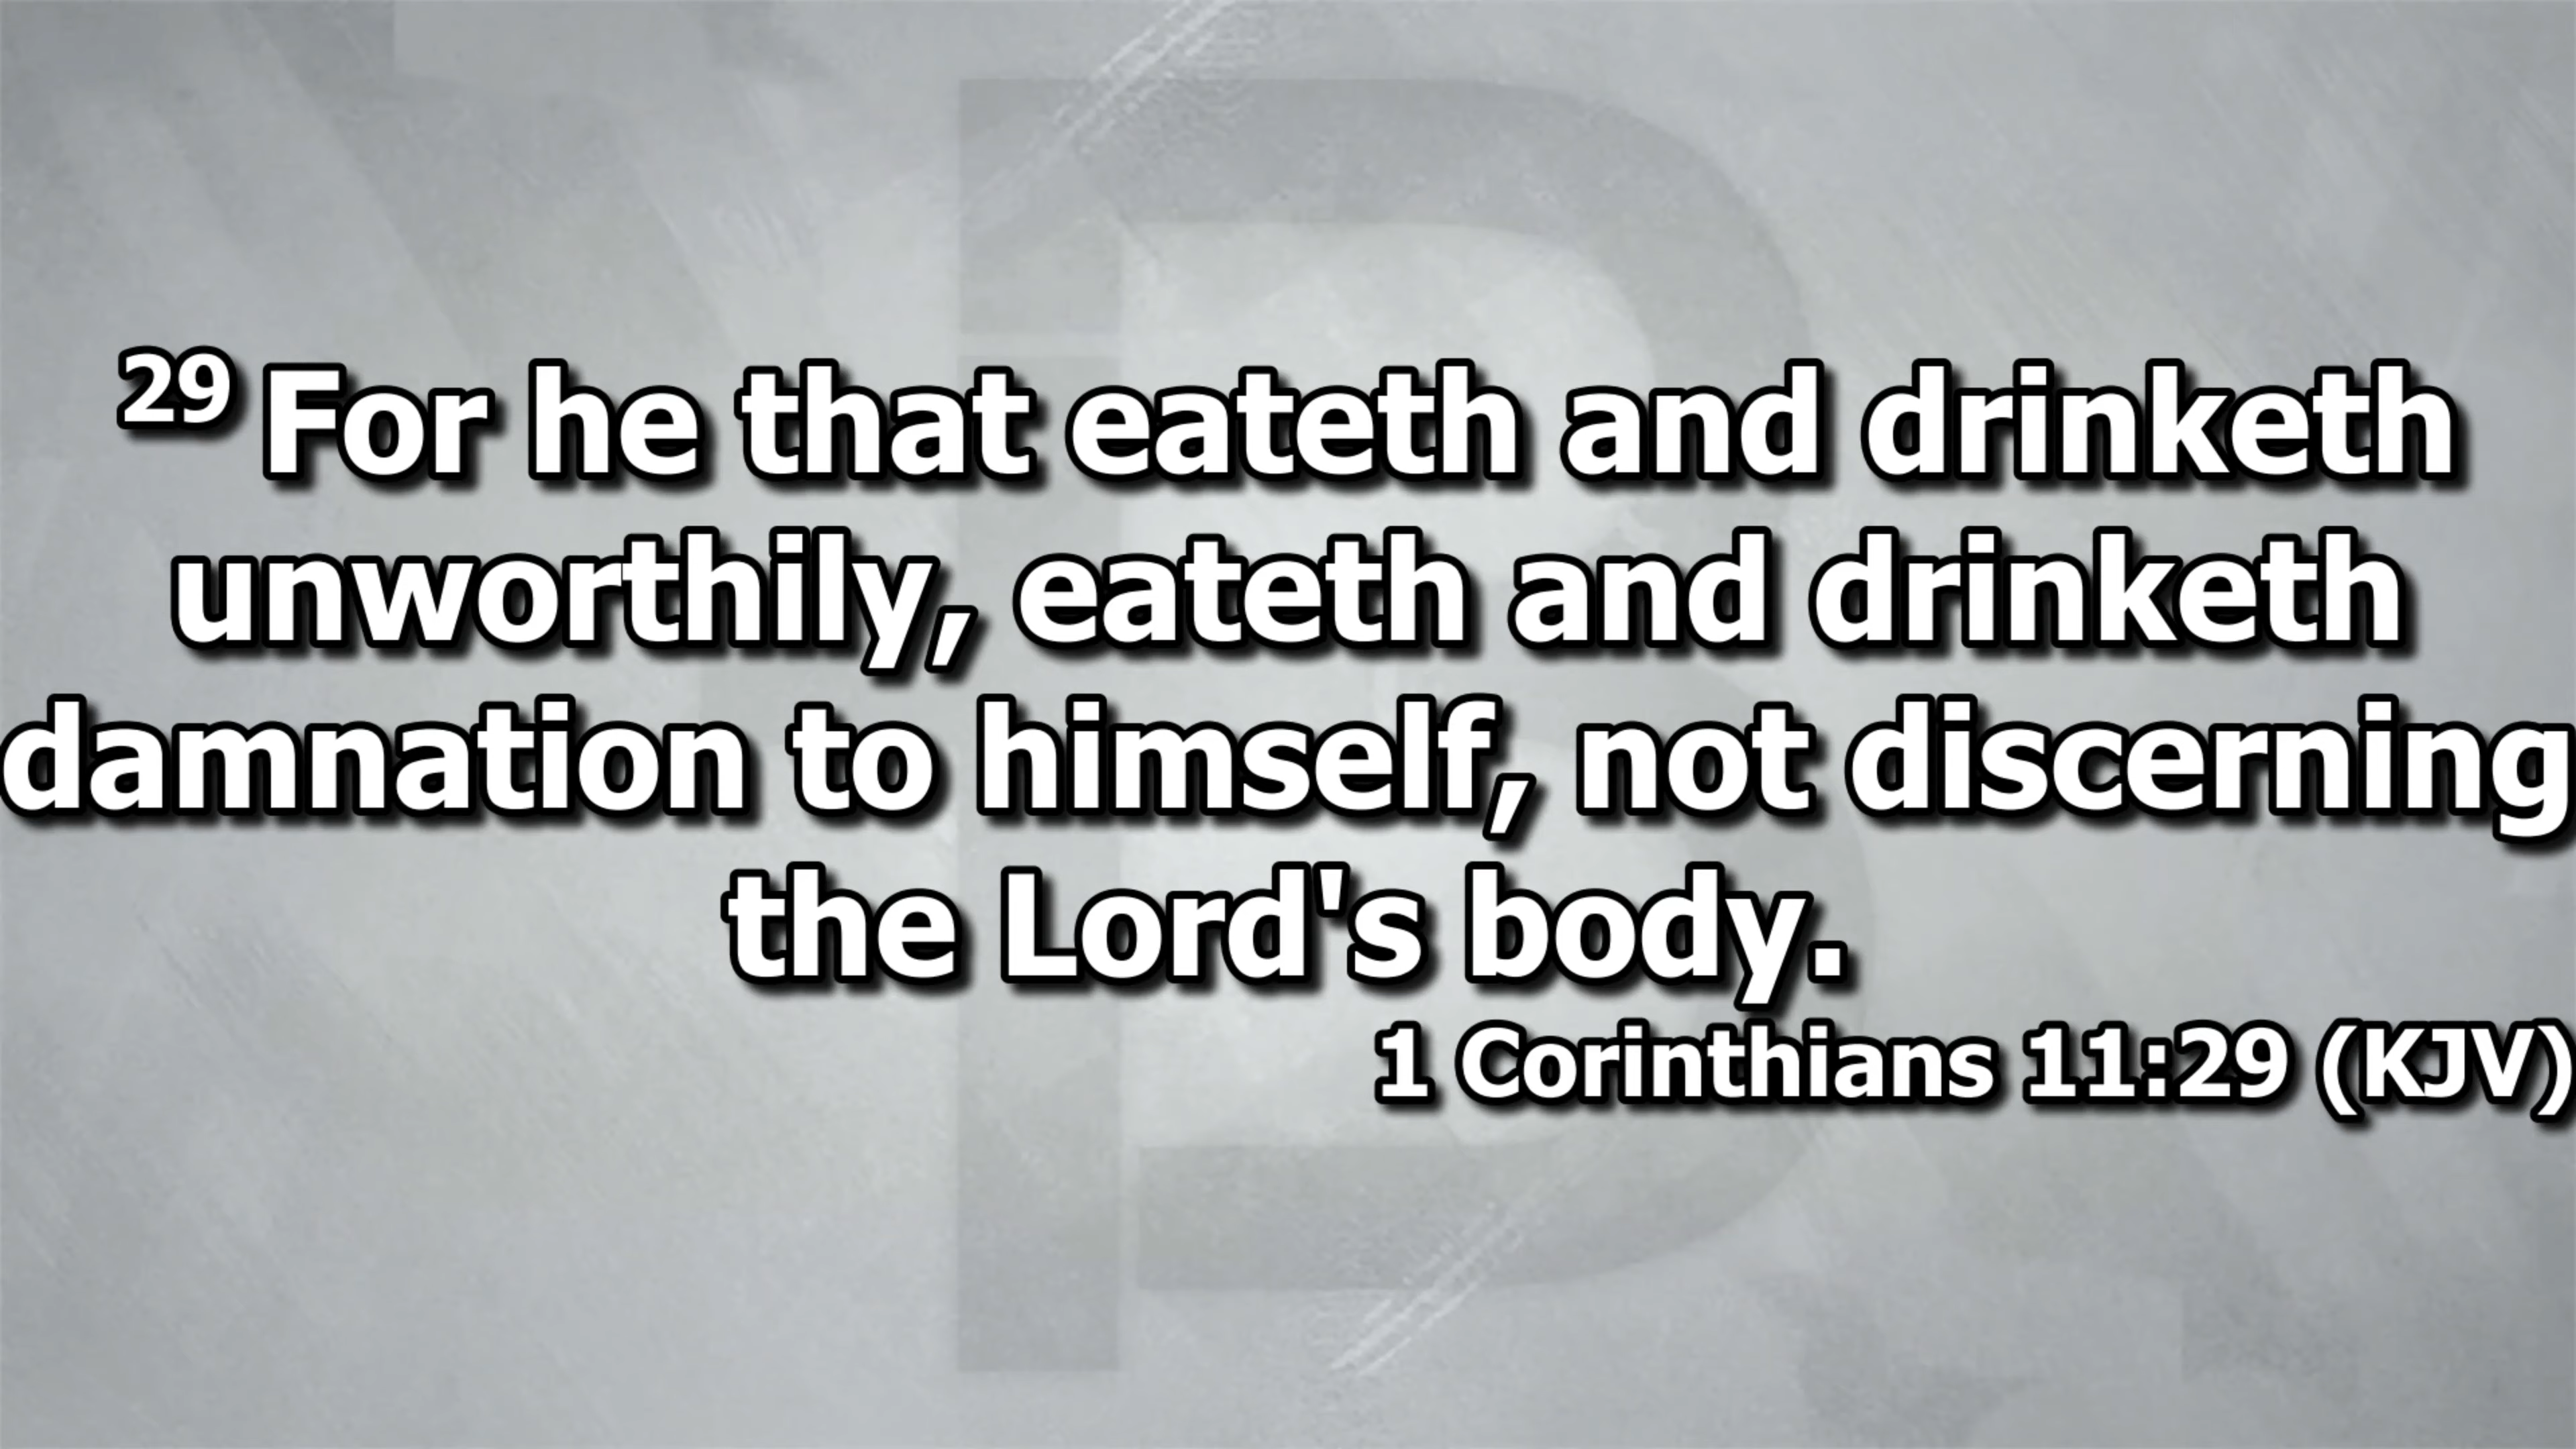 29 For he that eateth and drinketh
unworthily, eateth and drinketh
damnation to himself, not discerning
the Lord's body.
1 Corinthians 11:29 (KJV)